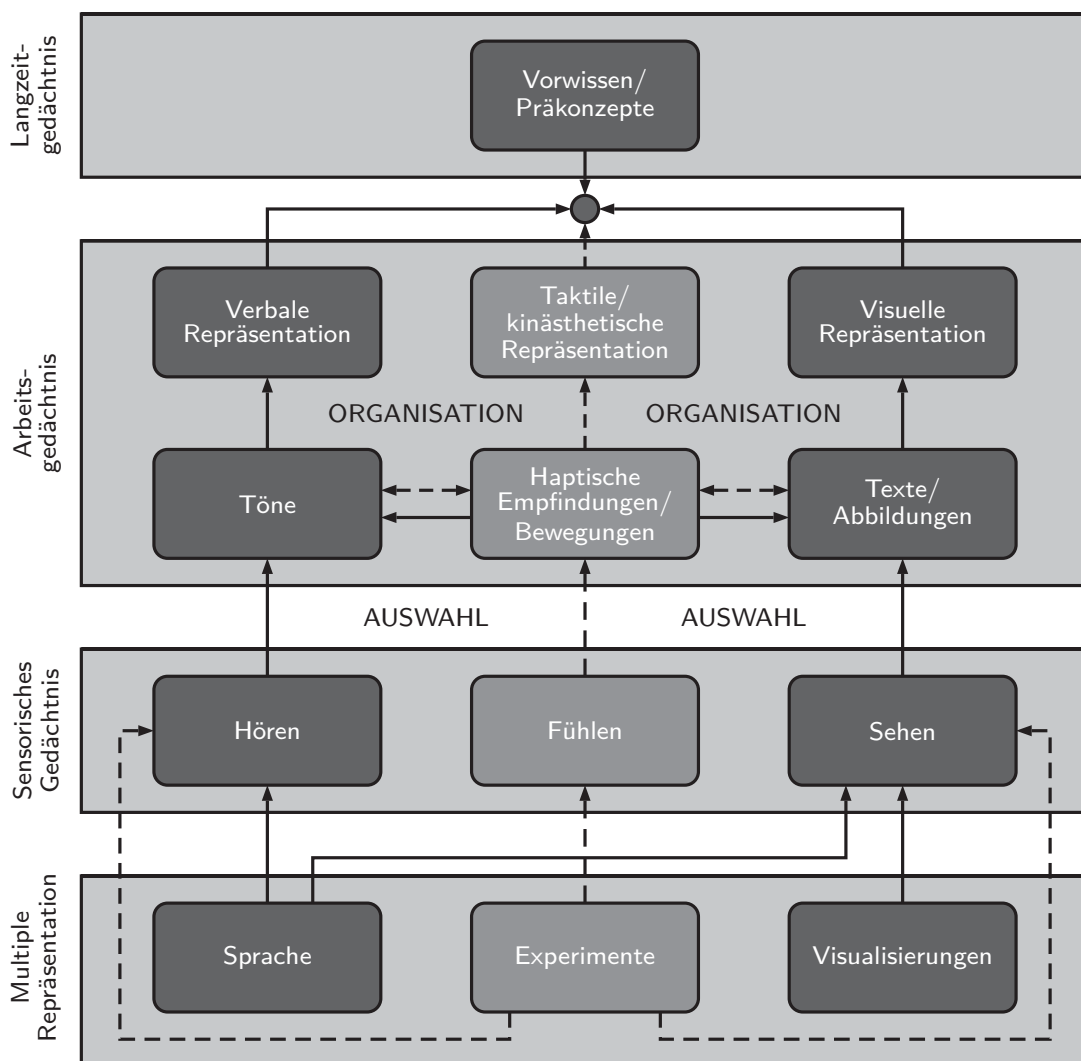 Langzeit-
gedächtnis
Vorwissen/
Präkonzepte
Arbeits-
gedächtnis
Verbale
Repräsentation
Taktile/
kinästhetische
Repräsentation
Visuelle
Repräsentation
ORGANISATION
ORGANISATION
Töne
Haptische
Empfindungen/
Bewegungen
Texte/
Abbildungen
AUSWAHL
AUSWAHL
Sensorisches
Gedächtnis
Hören
Fühlen
Sehen
Multiple
Repräsentation
Sprache
Experimente
Visualisierungen